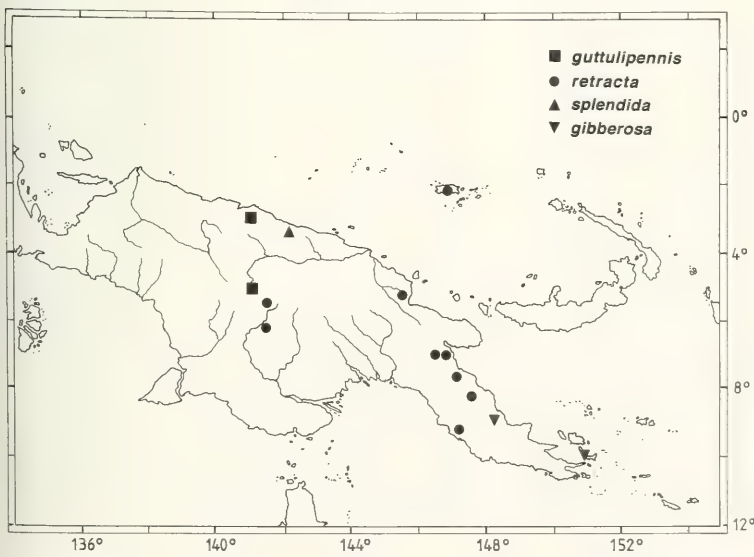 guttulipennis
retracta
splendida
gibberosa
0°
4°
8°
12°
136° 140° 144° 148° 152°